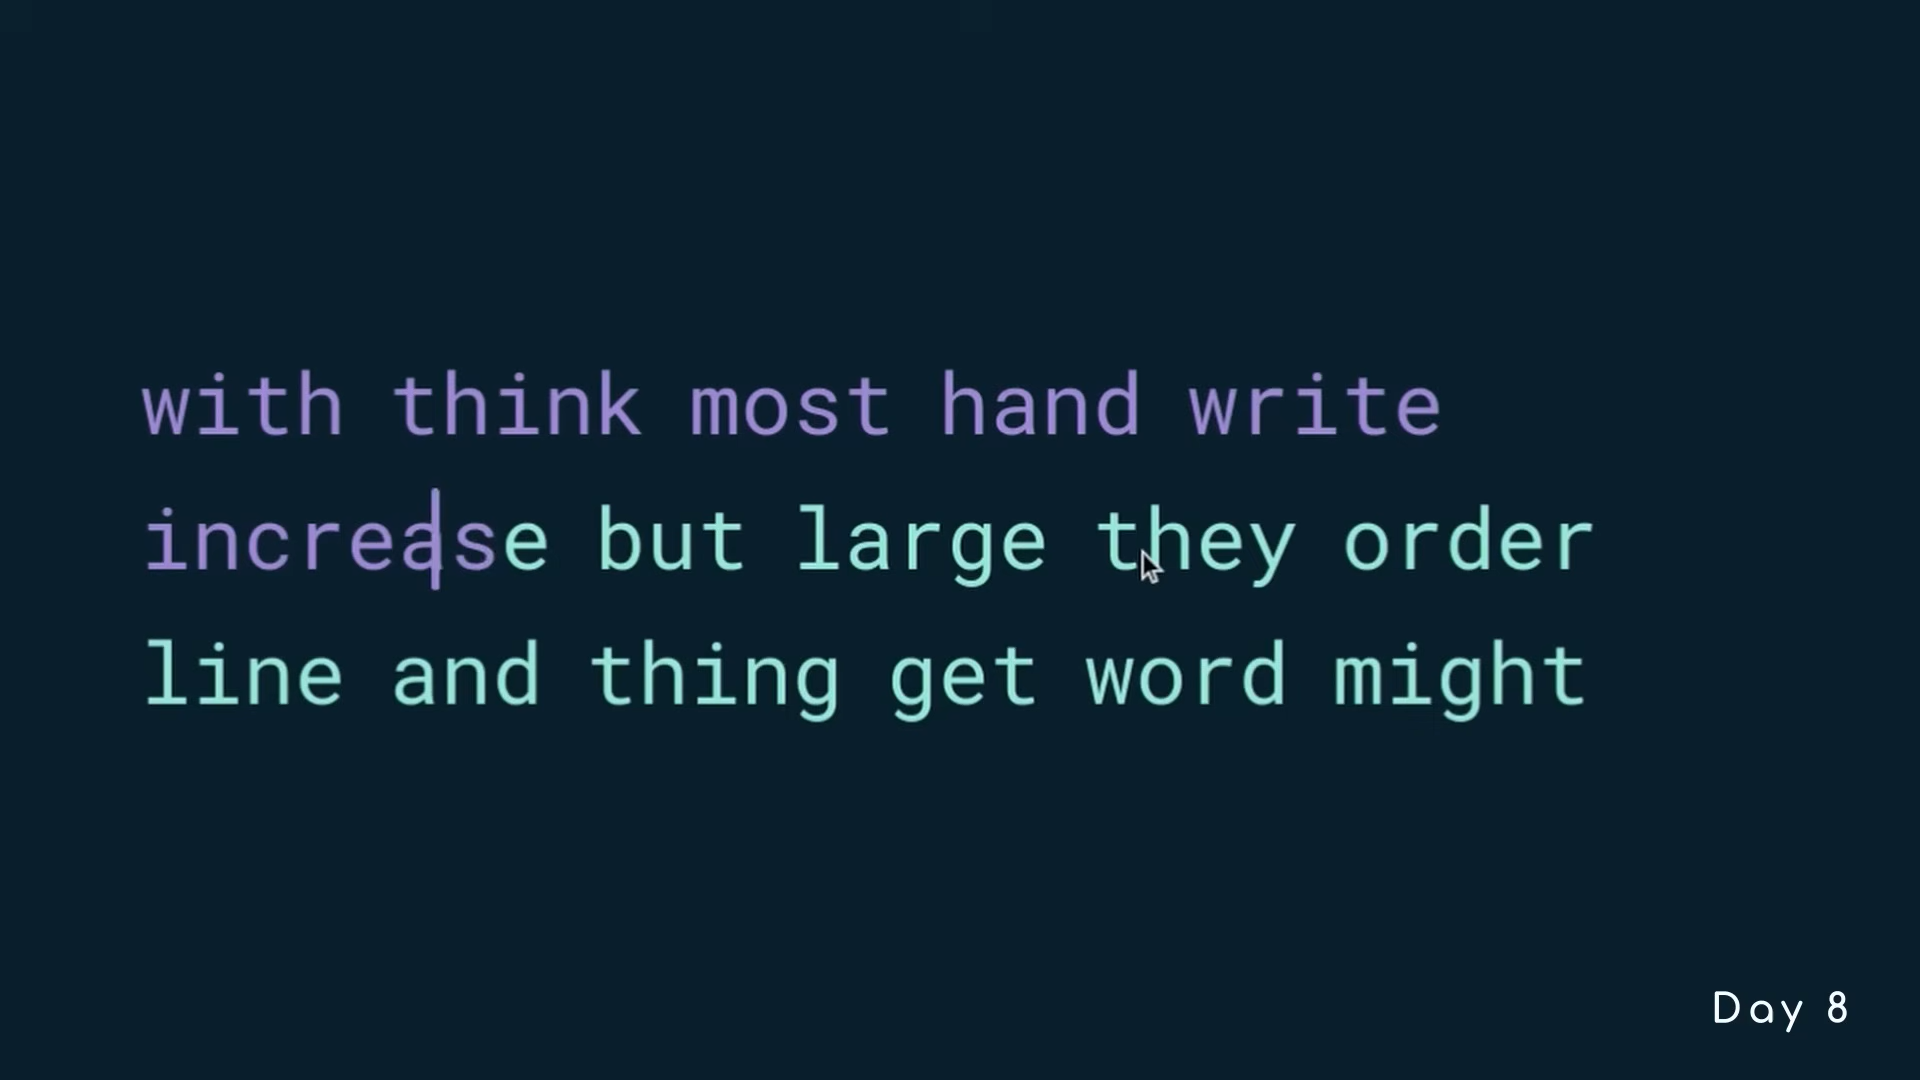 with think most hand write
increase but large they order
line and thing get word might
Day 8